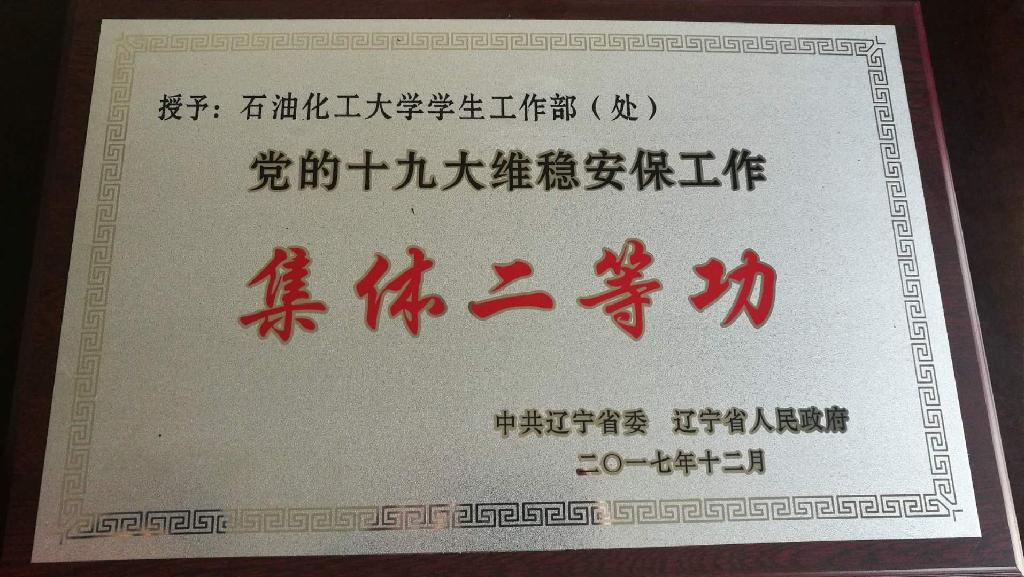 授予：石油化工大学学生工作部（处）
党的十九大维稳安保工作
集体二等功
中共辽宁省委 辽宁省人民政府
二〇一七年十二月